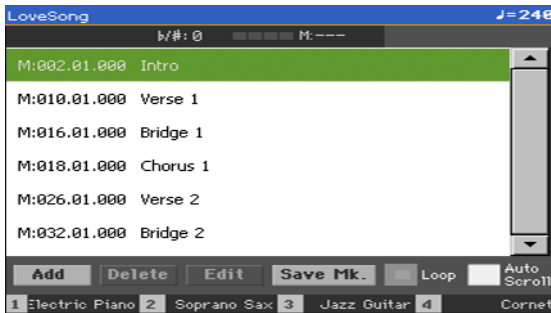 LoveSong ♩=240
b/#:0 M:---
M:002.01.000 Intro
M:010.01.000 Verse 1
M:016.01.000 Bridge 1
M:018.01.000 Chorus 1
M:026.01.000 Verse 2
M:032.01.000 Bridge 2
Add Delete Edit Save Mk. Loop Auto
Scroll
1 Electric Piano 2 Soprano Sax 3 Jazz Guitar 4 Cornet